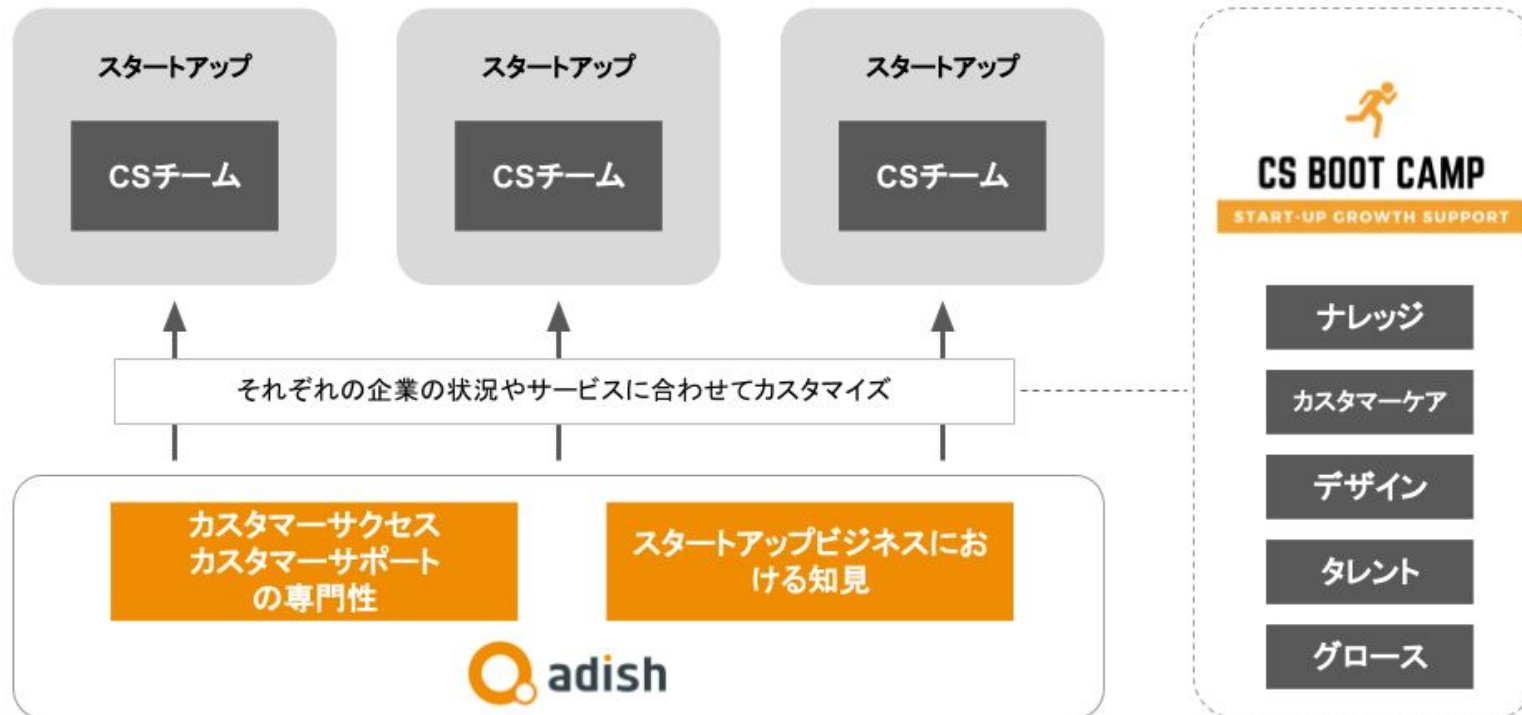 スタートアップ
CSチーム
スタートアップ
CSチーム
スタートアップ
CSチーム
それぞれの企業の状況やサービスに合わせてカスタマイズ
カスタマーサクセス
カスタマーサポート
の専門性
スタートアップビジネスにお
ける知見
adish
CS BOOT CAMP
START-UP GROWTH SUPPORT
ナレッジ
カスタマーケア
デザイン
タレント
グロース